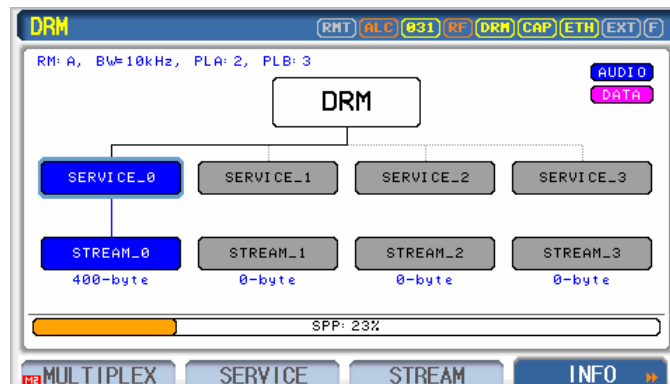 DRM RMT ALC 031 RF DRM CAP ETH EXT F
RM: A, BW=10kHz, PLA: 2, PLB: 3
AUDIO
DATA
DRM
SERVICE_0 SERVICE_1 SERVICE_2 SERVICE_3
STREAM_0 STREAM_1 STREAM_2 STREAM_3
400-byte 0-byte 0-byte 0-byte
SPP: 23%
M2 MULTIPLEX SERVICE STREAM INFO